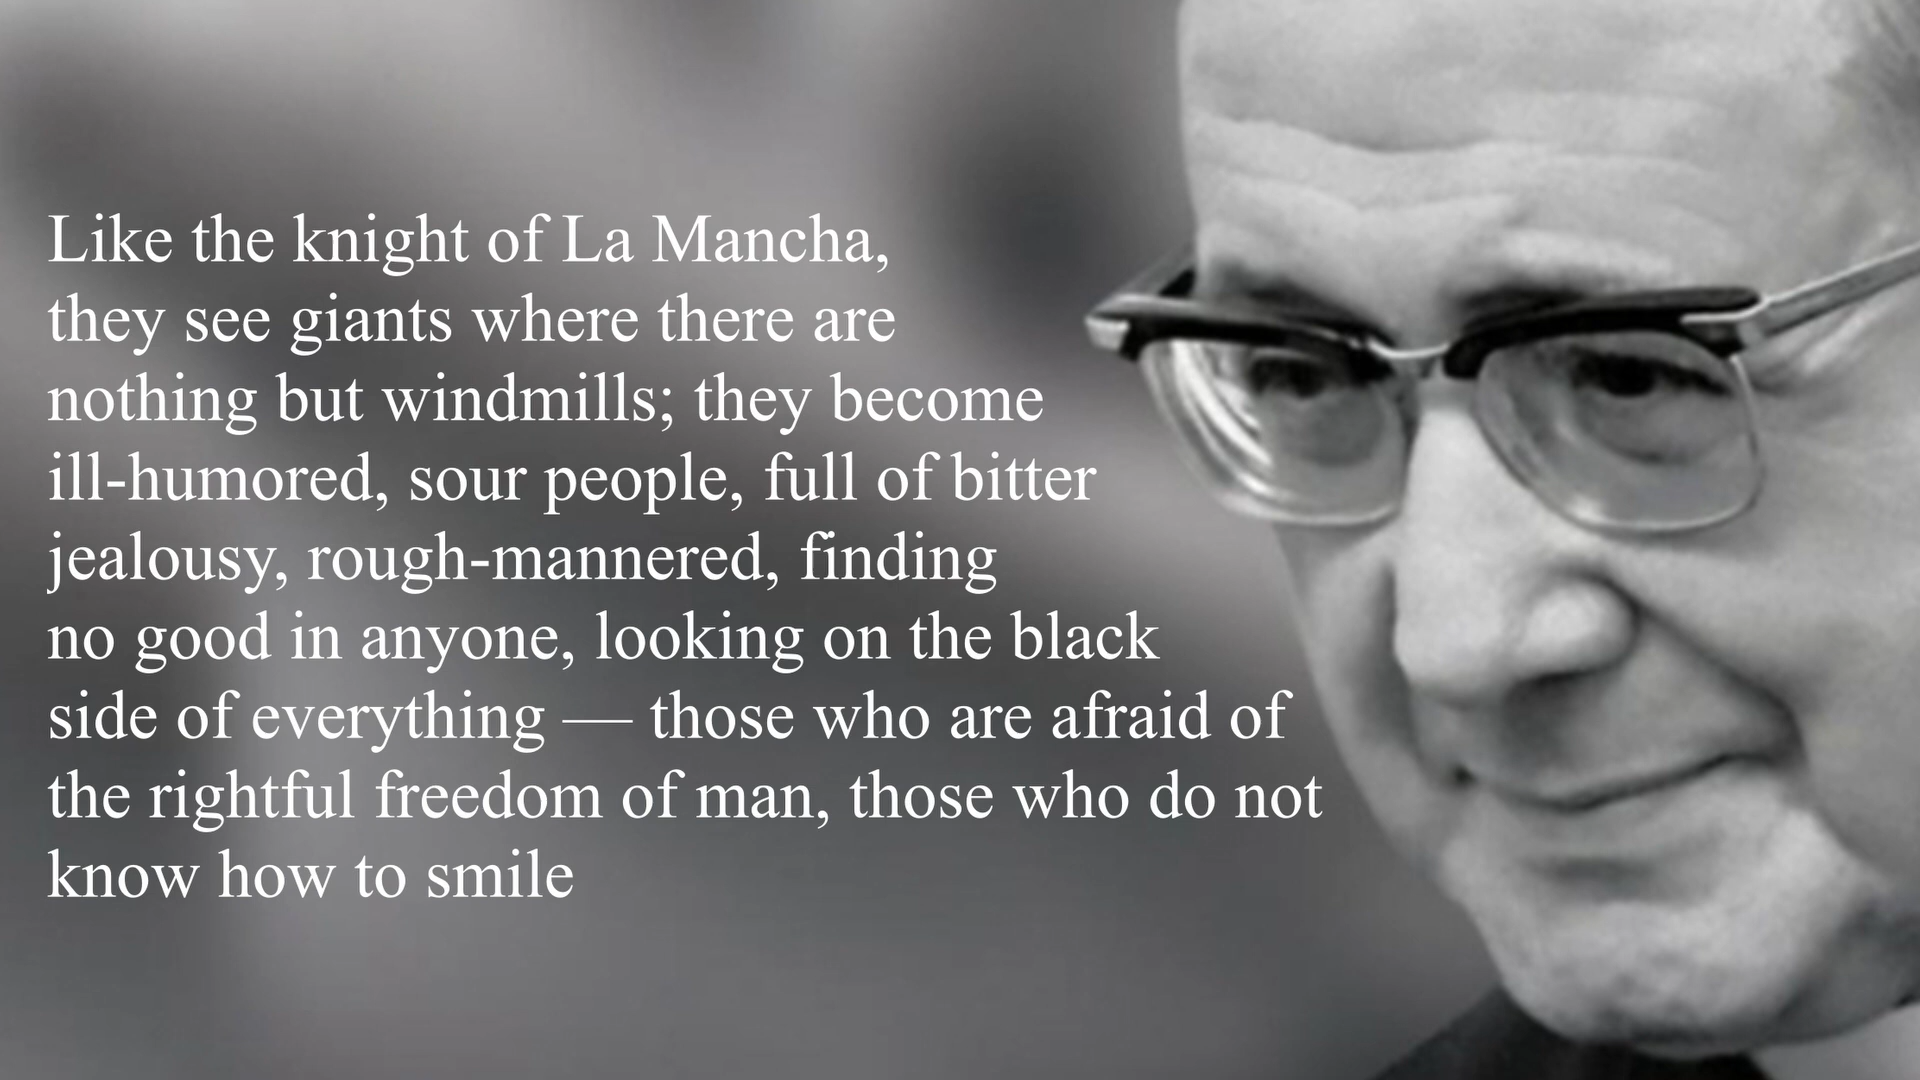 Like the knight of La Mancha,
they see giants where there are
nothing but windmills; they become
ill-humored, sour people, full of bitter
jealousy, rough-mannered, finding
no good in anyone, looking on the black
side of everything — those who are afraid of
the rightful freedom of man, those who do not
know how to smile